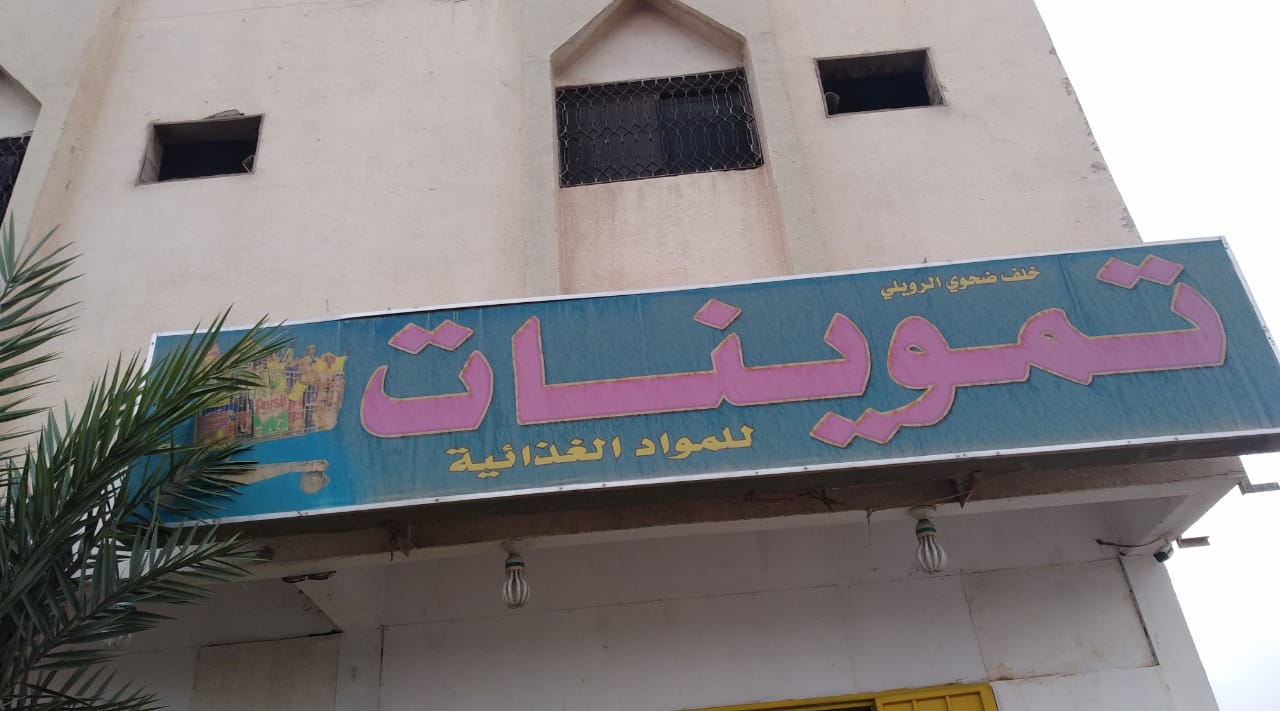 خلف ضحوي الرويلي
تموينات
للمواد الغذائية